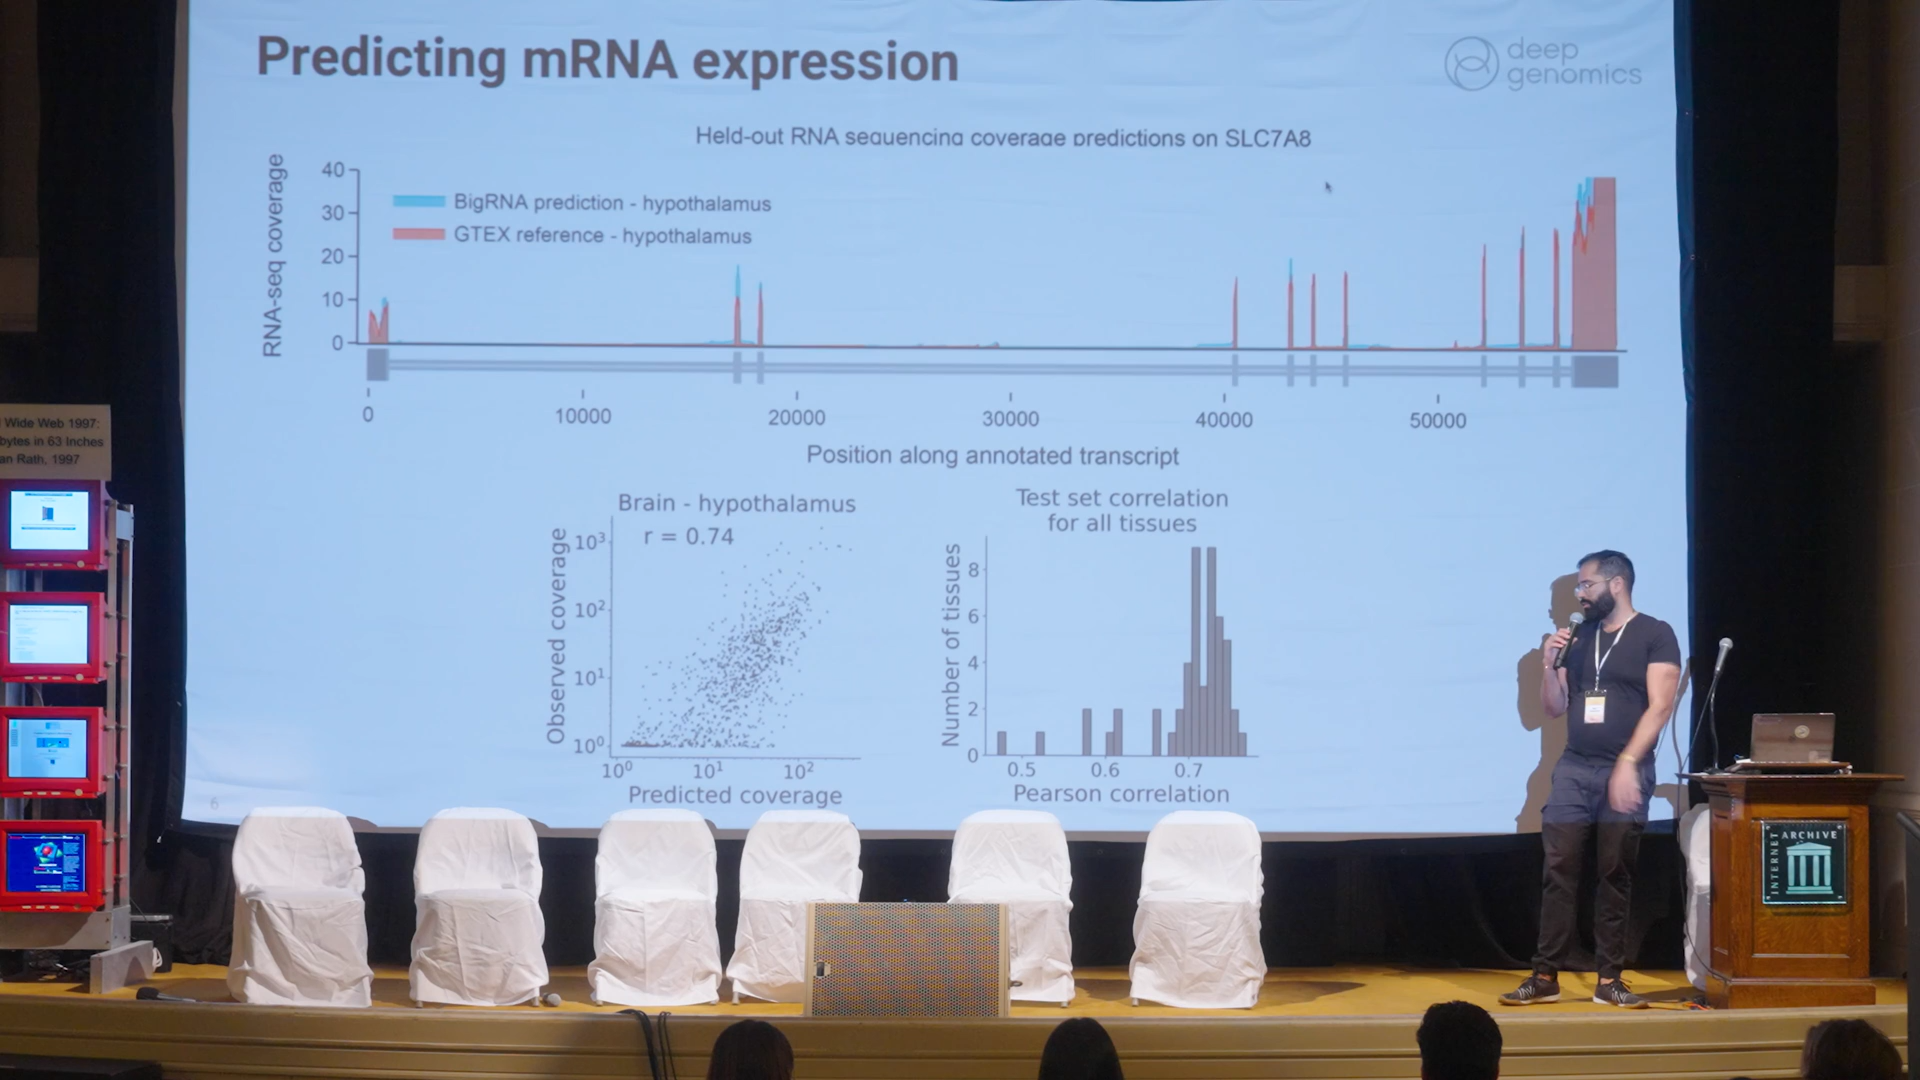 Predicting mRNA expression
deep
genomics
Held-out RNA sequencing coverage predictions on SLC7A8
RNA-seq coverage
40
30
20
10
0
BigRNA prediction - hypothalamus
GTEX reference - hypothalamus
0
10000
20000
30000
40000
50000
Position along annotated transcript
Brain - hypothalamus
r = 0.74
Observed coverage
10³
10²
10¹
10⁰
10⁰
10¹
10²
Predicted coverage
Test set correlation
for all tissues
Number of tissues
8
6
4
2
0
0.5
0.6
0.7
Pearson correlation
6
Wide Web 1997:
bytes in 63 Inches
an Rath, 1997
INTERNET
ARCHIVE